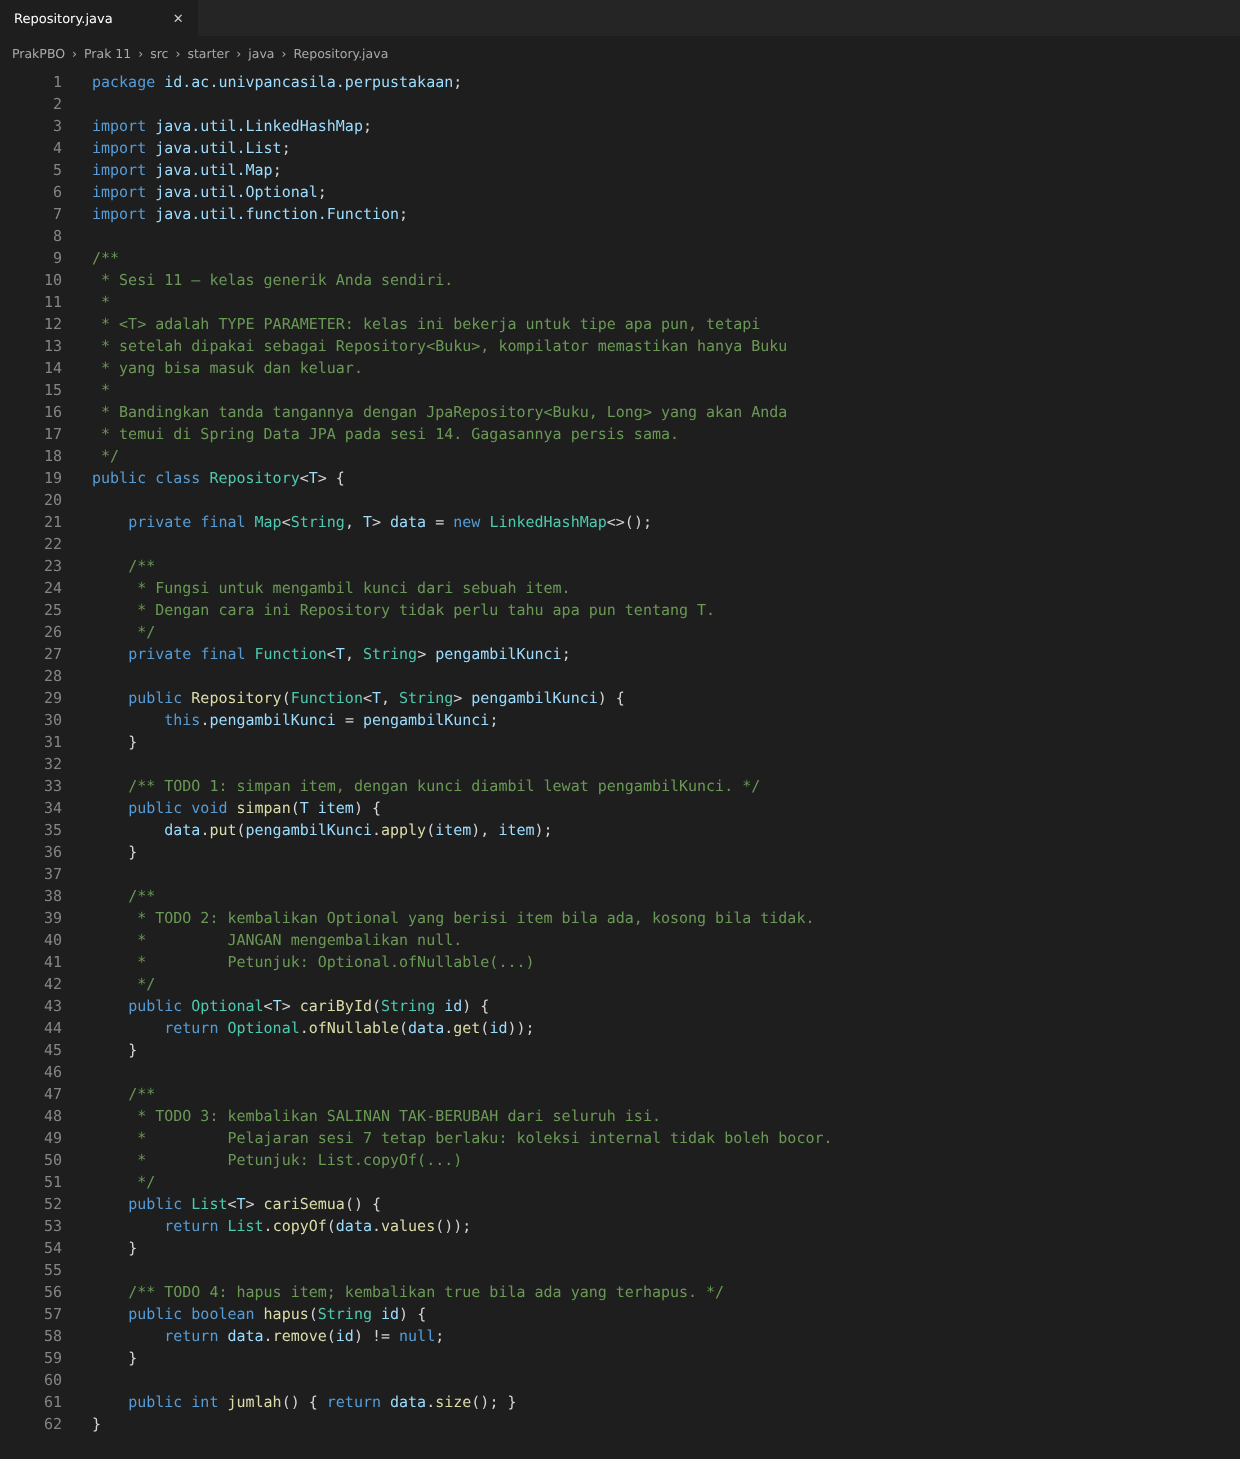 Repository.java ×
PrakPBO › Prak 11 › src › starter › java › Repository.java
1 package id.ac.univpancasila.perpustakaan;
2
3 import java.util.LinkedHashMap;
4 import java.util.List;
5 import java.util.Map;
6 import java.util.Optional;
7 import java.util.function.Function;
8
9 /**
10  * Sesi 11 — kelas generik Anda sendiri.
11  *
12  * <T> adalah TYPE PARAMETER: kelas ini bekerja untuk tipe apa pun, tetapi
13  * setelah dipakai sebagai Repository<Buku>, kompilator memastikan hanya Buku
14  * yang bisa masuk dan keluar.
15  *
16  * Bandingkan tanda tangannya dengan JpaRepository<Buku, Long> yang akan Anda
17  * temui di Spring Data JPA pada sesi 14. Gagasannya persis sama.
18  */
19 public class Repository<T> {
20
21     private final Map<String, T> data = new LinkedHashMap<>();
22
23     /**
24      * Fungsi untuk mengambil kunci dari sebuah item.
25      * Dengan cara ini Repository tidak perlu tahu apa pun tentang T.
26      */
27     private final Function<T, String> pengambilKunci;
28
29     public Repository(Function<T, String> pengambilKunci) {
30         this.pengambilKunci = pengambilKunci;
31     }
32
33     /** TODO 1: simpan item, dengan kunci diambil lewat pengambilKunci. */
34     public void simpan(T item) {
35         data.put(pengambilKunci.apply(item), item);
36     }
37
38     /**
39      * TODO 2: kembalikan Optional yang berisi item bila ada, kosong bila tidak.
40      *         JANGAN mengembalikan null.
41      *         Petunjuk: Optional.ofNullable(...)
42      */
43     public Optional<T> cariById(String id) {
44         return Optional.ofNullable(data.get(id));
45     }
46
47     /**
48      * TODO 3: kembalikan SALINAN TAK-BERUBAH dari seluruh isi.
49      *         Pelajaran sesi 7 tetap berlaku: koleksi internal tidak boleh bocor.
50      *         Petunjuk: List.copyOf(...)
51      */
52     public List<T> cariSemua() {
53         return List.copyOf(data.values());
54     }
55
56     /** TODO 4: hapus item; kembalikan true bila ada yang terhapus. */
57     public boolean hapus(String id) {
58         return data.remove(id) != null;
59     }
60
61     public int jumlah() { return data.size(); }
62 }